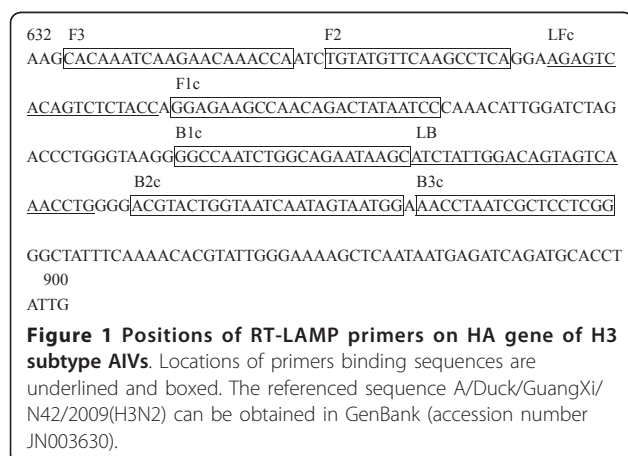 632 F3 F2 LFc
AAGCACAAATCAAGAACAAACCAATCTGTATGTTCAAGCCTCAGGAAGAGTC
F1c
ACAGTCTCTACCAGGAGAAGCCAACAGACTATAATCCCAAACATTGGATCTAG
B1c LB
ACCCTGGGTAAGGGGCCAATCTGGCAGAATAAGCATCTATTGGACAGTAGTCA
B2c B3c
AACCTGGGGACGTACTGGTAATCAATAGTAATGGAAACCTAATCGCTCCTCGG
GGCTATTTCAAAACACGTATTGGGAAAAGCTCAATAATGAGATCAGATGCACCT
900
ATTG
Figure 1 Positions of RT-LAMP primers on HA gene of H3
subtype AIVs. Locations of primers binding sequences are
underlined and boxed. The referenced sequence A/Duck/GuangXi/
N42/2009(H3N2) can be obtained in GenBank (accession number
JN003630).